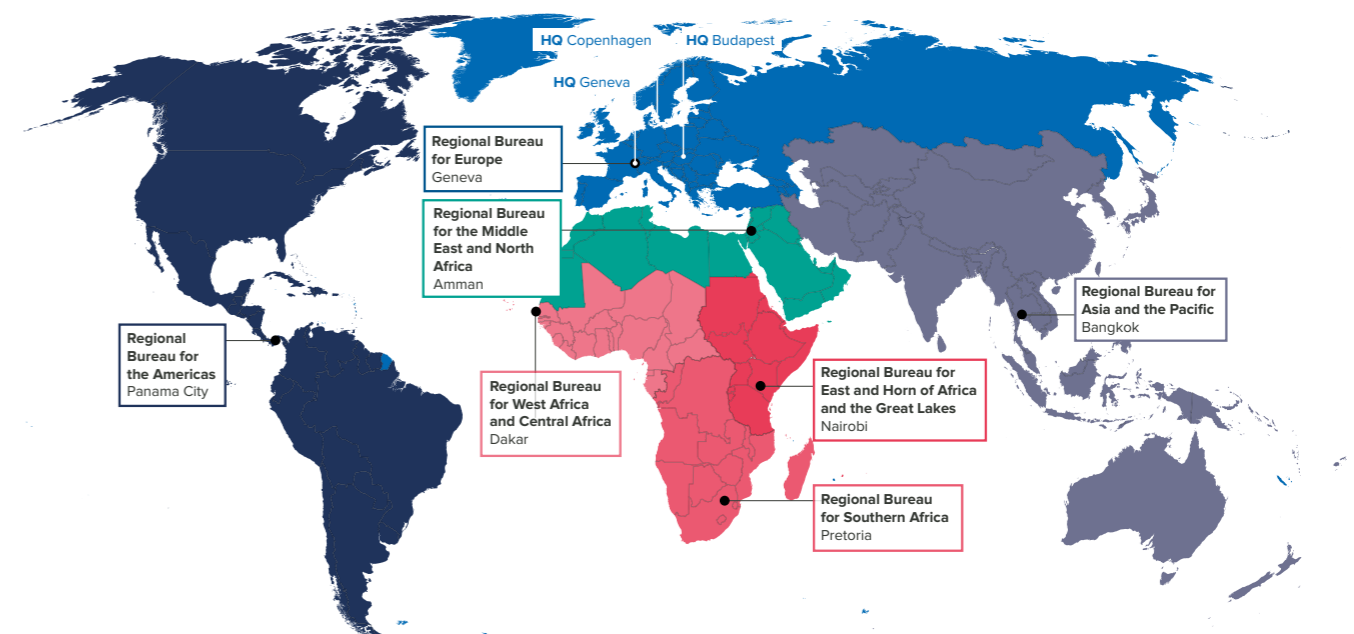 HQ Copenhagen
HQ Budapest
HQ Geneva
Regional Bureau
for Europe
Geneva
Regional Bureau
for the Middle
East and North
Africa
Amman
Regional Bureau for
Asia and the Pacific
Bangkok
Regional
Bureau for
the Americas
Panama City
Regional Bureau
for West Africa
and Central Africa
Dakar
Regional Bureau for
East and Horn of Africa
and the Great Lakes
Nairobi
Regional Bureau
for Southern Africa
Pretoria